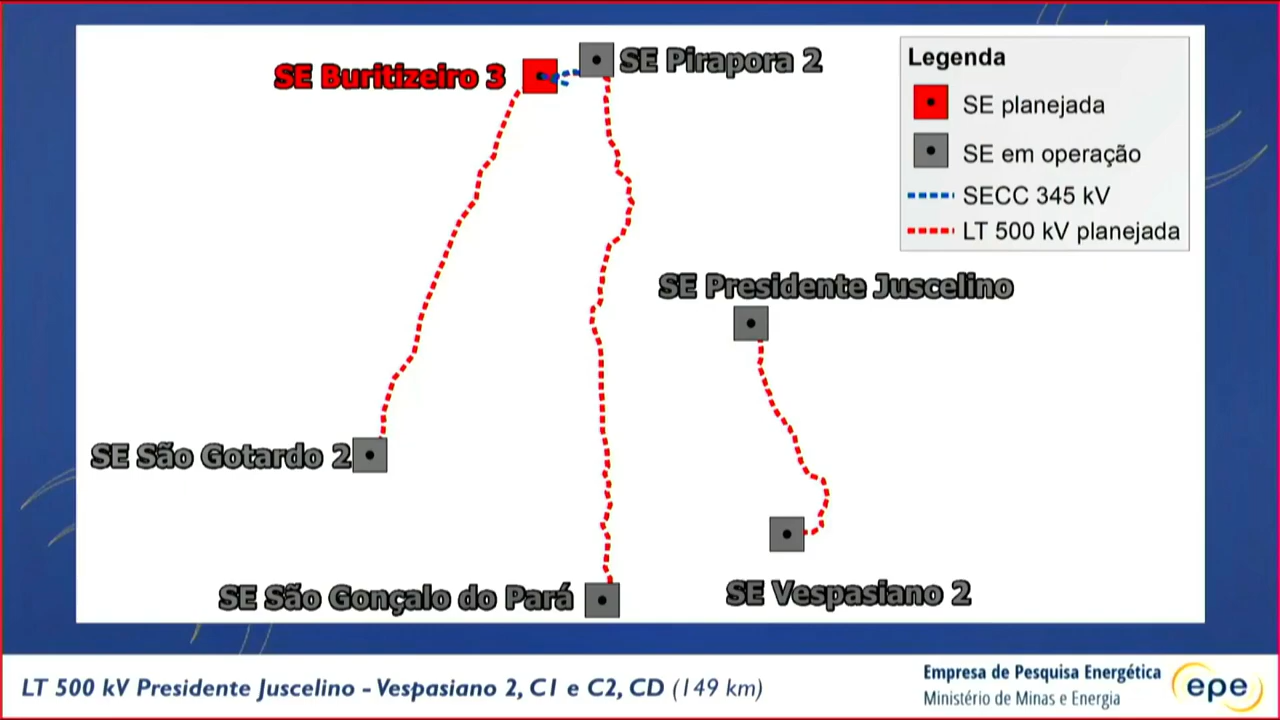 SE Buritizeiro 3
SE Pirapora 2
Legenda
SE planejada
SE em operação
SECC 345 kV
LT 500 kV planejada
SE Presidente Juscelino
SE São Gotardo 2
SE São Gonçalo do Pará
SE Vespasiano 2
LT 500 kV Presidente Juscelino - Vespasiano 2, C1 e C2, CD (149 km)
Empresa de Pesquisa Energética
Ministério de Minas e Energia
epe